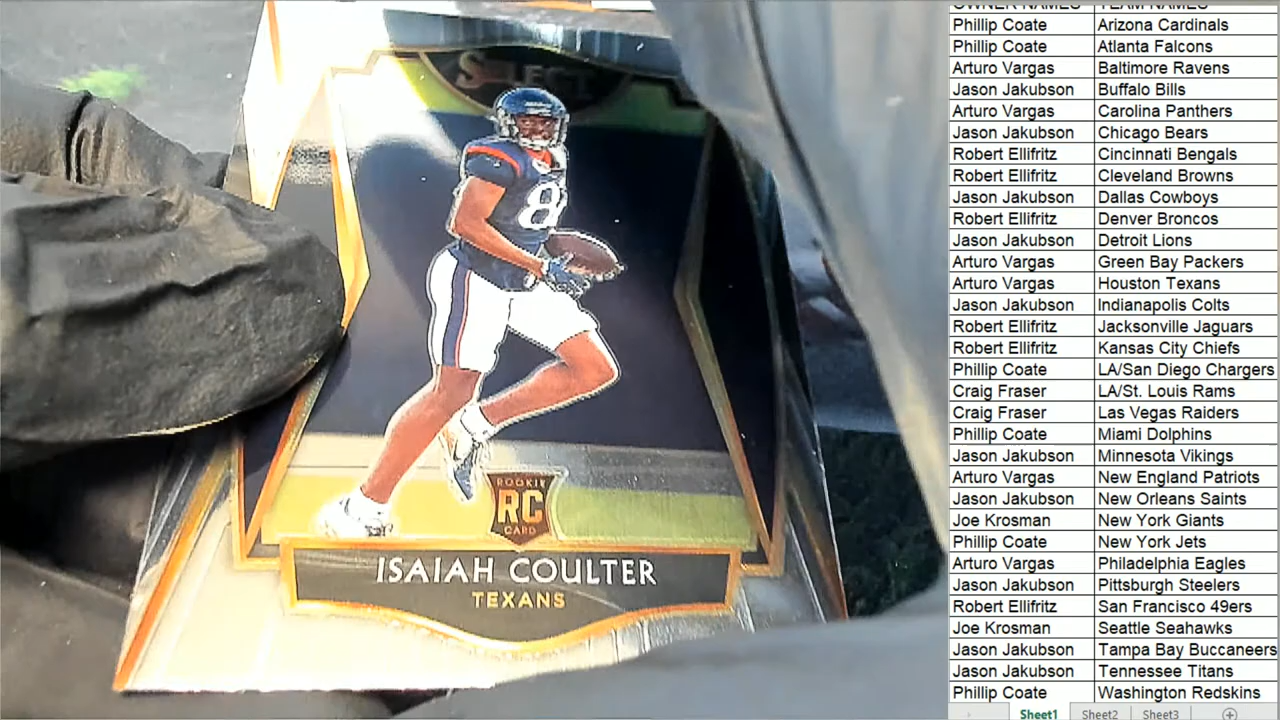 SELECT
8
ROOKIE
RC
CARD
ISAIAH COULTER
TEXANS
OWNER NAMES TEAM NAMES
Phillip Coate Arizona Cardinals
Phillip Coate Atlanta Falcons
Arturo Vargas Baltimore Ravens
Jason Jakubson Buffalo Bills
Arturo Vargas Carolina Panthers
Jason Jakubson Chicago Bears
Robert Ellifritz Cincinnati Bengals
Robert Ellifritz Cleveland Browns
Jason Jakubson Dallas Cowboys
Robert Ellifritz Denver Broncos
Jason Jakubson Detroit Lions
Arturo Vargas Green Bay Packers
Arturo Vargas Houston Texans
Jason Jakubson Indianapolis Colts
Robert Ellifritz Jacksonville Jaguars
Robert Ellifritz Kansas City Chiefs
Phillip Coate LA/San Diego Chargers
Craig Fraser LA/St. Louis Rams
Craig Fraser Las Vegas Raiders
Phillip Coate Miami Dolphins
Jason Jakubson Minnesota Vikings
Arturo Vargas New England Patriots
Jason Jakubson New Orleans Saints
Joe Krosman New York Giants
Phillip Coate New York Jets
Arturo Vargas Philadelphia Eagles
Jason Jakubson Pittsburgh Steelers
Robert Ellifritz San Francisco 49ers
Joe Krosman Seattle Seahawks
Jason Jakubson Tampa Bay Buccaneers
Jason Jakubson Tennessee Titans
Phillip Coate Washington Redskins
Sheet1 Sheet2 Sheet3